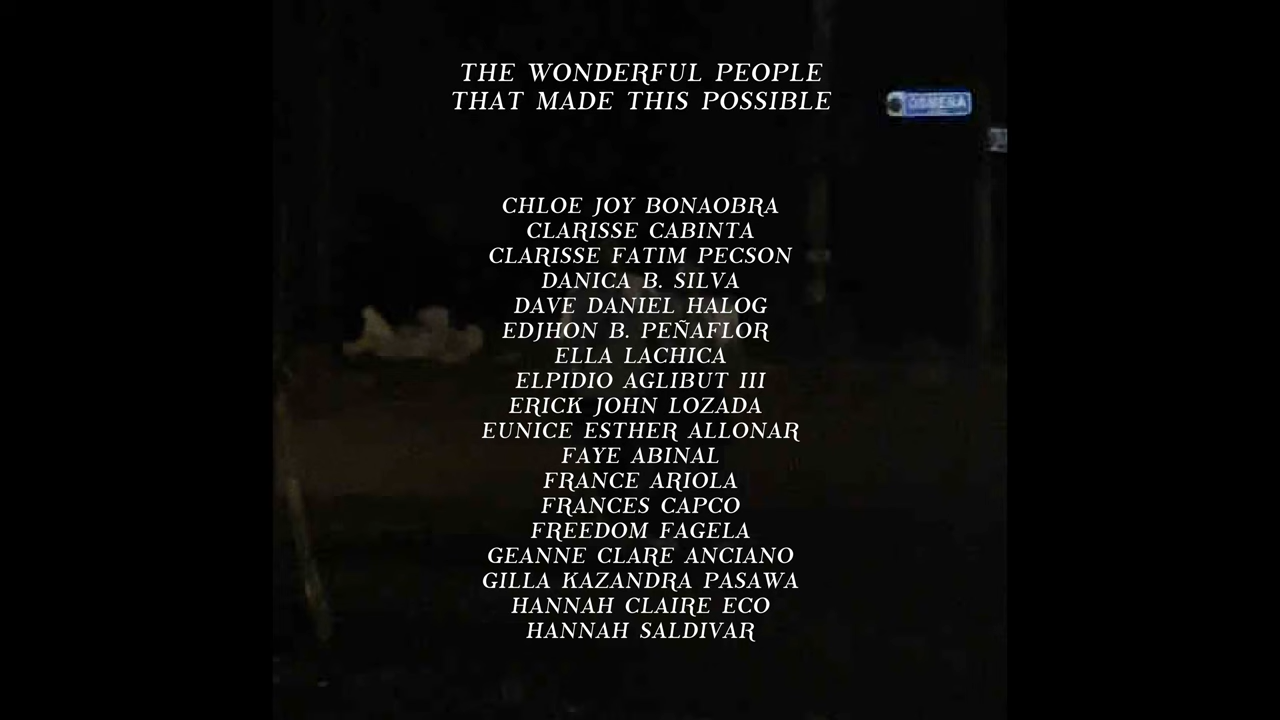 THE WONDERFUL PEOPLE
THAT MADE THIS POSSIBLE
OSMEÑA
CHLOE JOY BONAOBRA
CLARISSE CABINTA
CLARISSE FATIM PECSON
DANICA B. SILVA
DAVE DANIEL HALOG
EDJHON B. PEÑAFLOR
ELLA LACHICA
ELPIDIO AGLIBUT III
ERICK JOHN LOZADA
EUNICE ESTHER ALLONAR
FAYE ABINAL
FRANCE ARIOLA
FRANCES CAPCO
FREEDOM FAGELA
GEANNE CLARE ANCIANO
GILLA KAZANDRA PASAWA
HANNAH CLAIRE ECO
HANNAH SALDIVAR